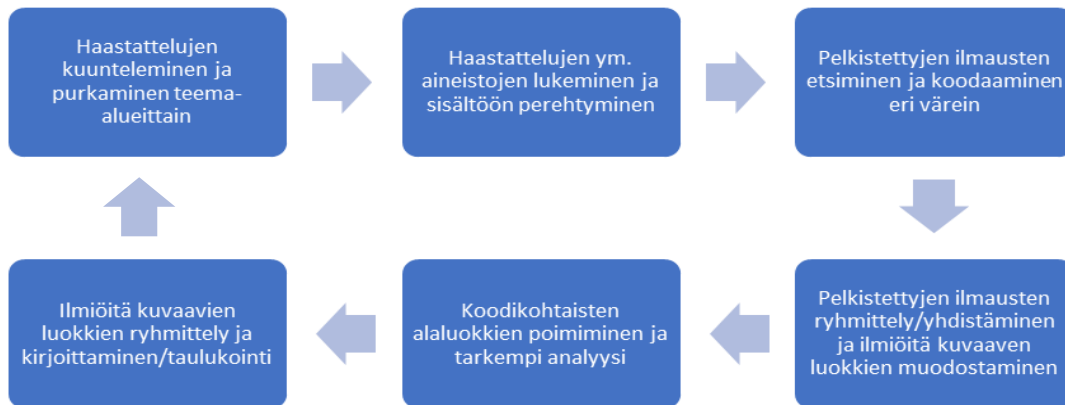 Haastattelujen
kuunteleminen ja
purkaminen teema-
alueittain
Haastattelujen ym.
aineistojen lukeminen ja
sisältöön perehtyminen
Pelkistettyjen ilmausten
etsiminen ja koodaaminen
eri värein
Pelkistettyjen ilmausten
ryhmittely/yhdistäminen
ja ilmiöitä kuvaaven
luokkien muodostaminen
Koodikohtaisten
alaluokkien poimiminen ja
tarkempi analyysi
Ilmiöitä kuvaavien
luokkien ryhmittely ja
kirjoittaminen/taulukointi